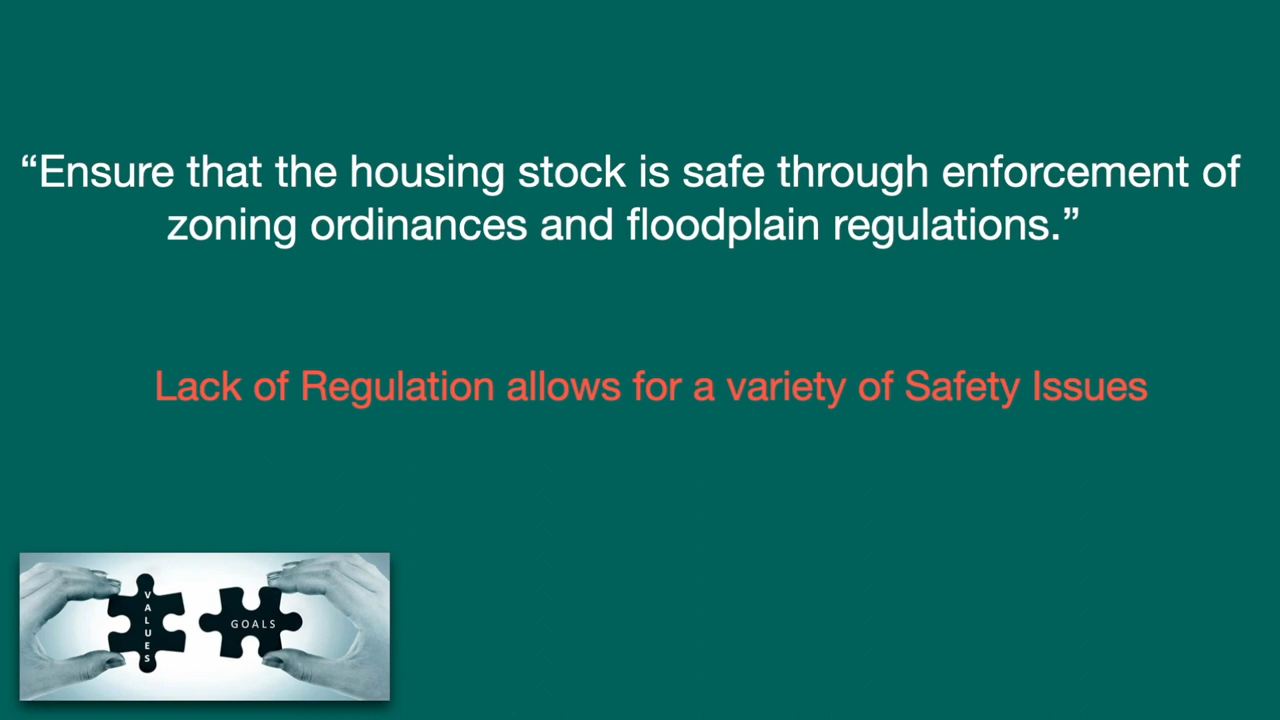 “Ensure that the housing stock is safe through enforcement of
zoning ordinances and floodplain regulations.”
Lack of Regulation allows for a variety of Safety Issues
VALUES
GOALS